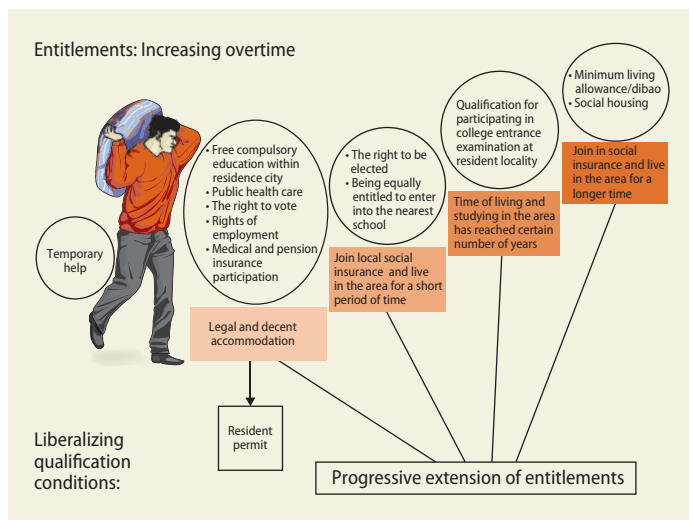 Entitlements: Increasing overtime
Temporary
help
• Free compulsory
education within
residence city
• Public health care
• The right to vote
• Rights of
employment
• Medical and pension
insurance
participation
Legal and decent
accommodation
Resident
permit
• The right to be
elected
• Being equally
entitled to enter
into the nearest
school
Join local social
insurance and live
in the area for a short
period of time
Qualification for
participating in
college entrance
examination at
resident locality
Time of living and
studying in the area
has reached certain
number of years
• Minimum living
allowance/dibao
• Social housing
Join in social
insurance and live
in the area for a
longer time
Liberalizing
qualification
conditions:
Progressive extension of entitlements